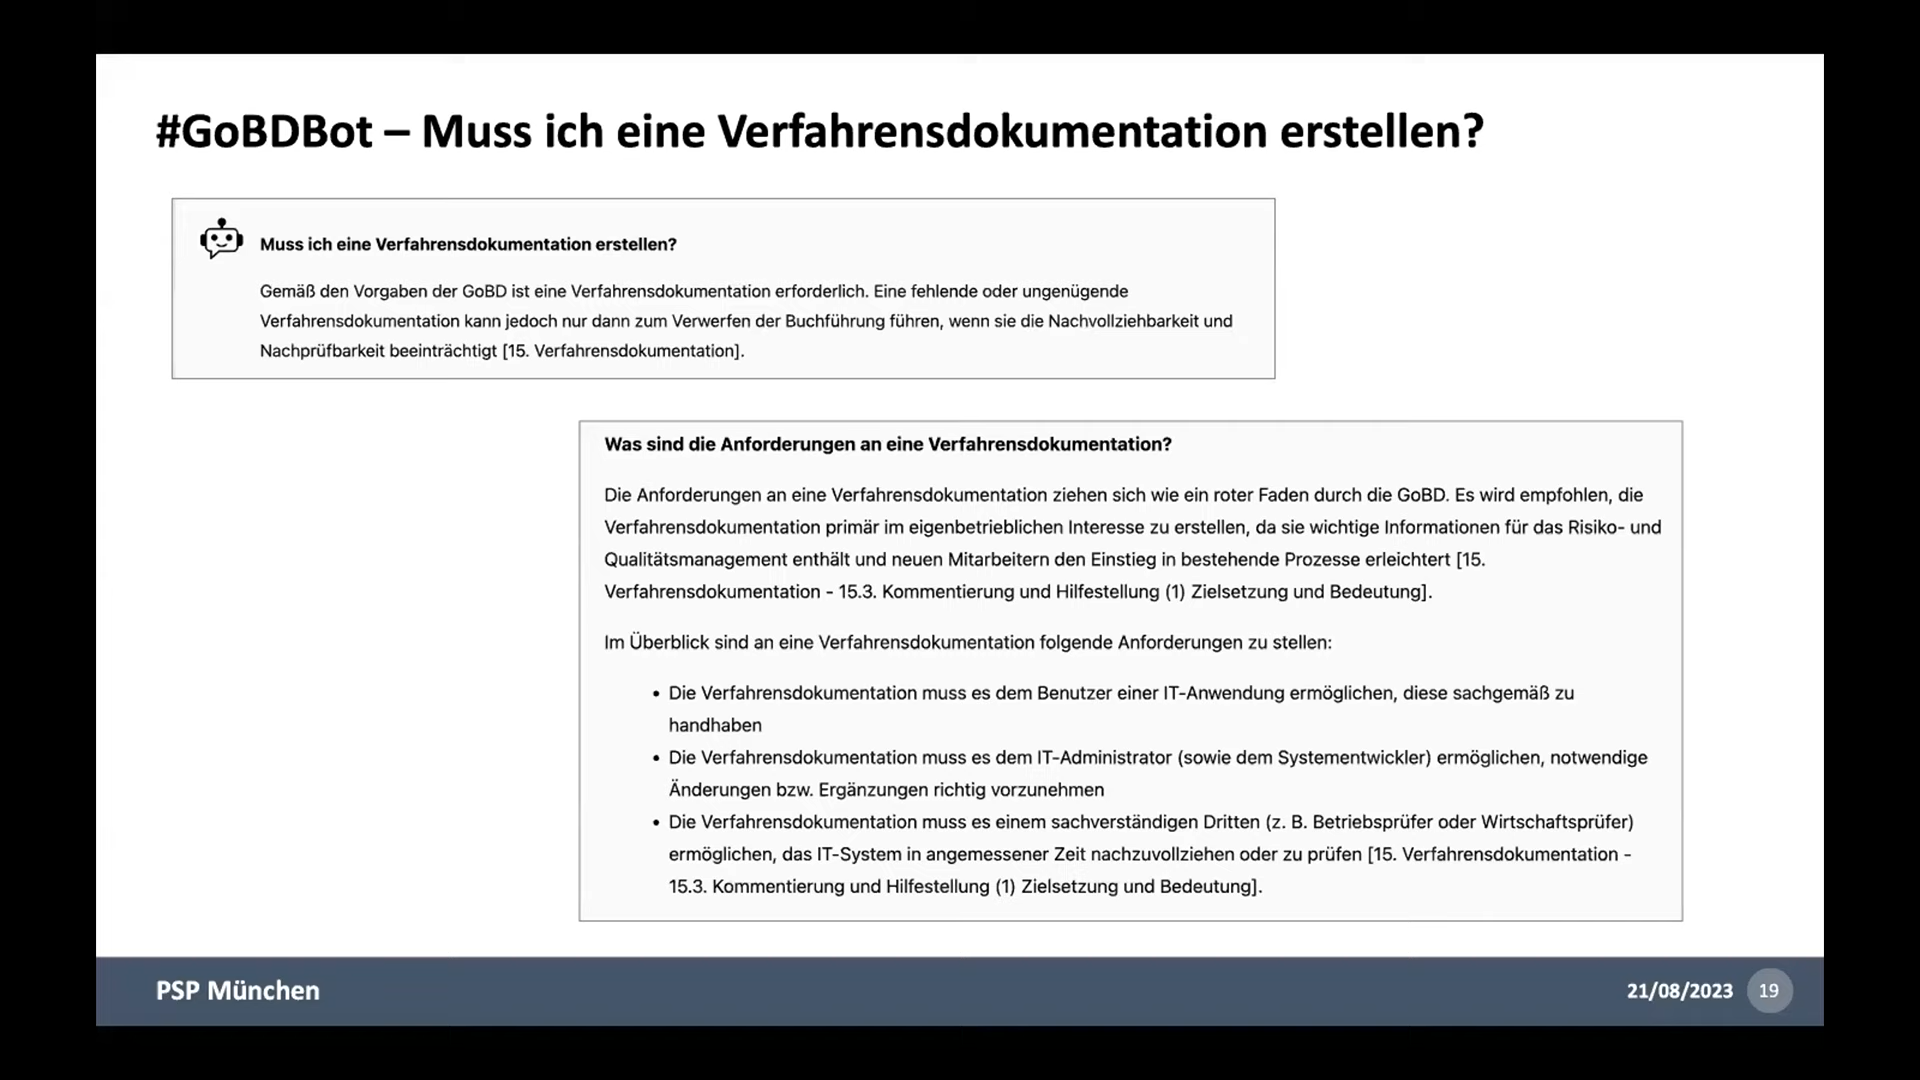 #GoBDBot – Muss ich eine Verfahrensdokumentation erstellen?
Muss ich eine Verfahrensdokumentation erstellen?
Gemäß den Vorgaben der GoBD ist eine Verfahrensdokumentation erforderlich. Eine fehlende oder ungenügende
Verfahrensdokumentation kann jedoch nur dann zum Verwerfen der Buchführung führen, wenn sie die Nachvollziehbarkeit und
Nachprüfbarkeit beeinträchtigt [15. Verfahrensdokumentation].
Was sind die Anforderungen an eine Verfahrensdokumentation?
Die Anforderungen an eine Verfahrensdokumentation ziehen sich wie ein roter Faden durch die GoBD. Es wird empfohlen, die
Verfahrensdokumentation primär im eigenbetrieblichen Interesse zu erstellen, da sie wichtige Informationen für das Risiko- und
Qualitätsmanagement enthält und neuen Mitarbeitern den Einstieg in bestehende Prozesse erleichtert [15.
Verfahrensdokumentation - 15.3. Kommentierung und Hilfestellung (1) Zielsetzung und Bedeutung].
Im Überblick sind an eine Verfahrensdokumentation folgende Anforderungen zu stellen:
• Die Verfahrensdokumentation muss es dem Benutzer einer IT-Anwendung ermöglichen, diese sachgemäß zu
handhaben
• Die Verfahrensdokumentation muss es dem IT-Administrator (sowie dem Systementwickler) ermöglichen, notwendige
Änderungen bzw. Ergänzungen richtig vorzunehmen
• Die Verfahrensdokumentation muss es einem sachverständigen Dritten (z. B. Betriebsprüfer oder Wirtschaftsprüfer)
ermöglichen, das IT-System in angemessener Zeit nachzuvollziehen oder zu prüfen [15. Verfahrensdokumentation -
15.3. Kommentierung und Hilfestellung (1) Zielsetzung und Bedeutung].
PSP München
21/08/2023 19